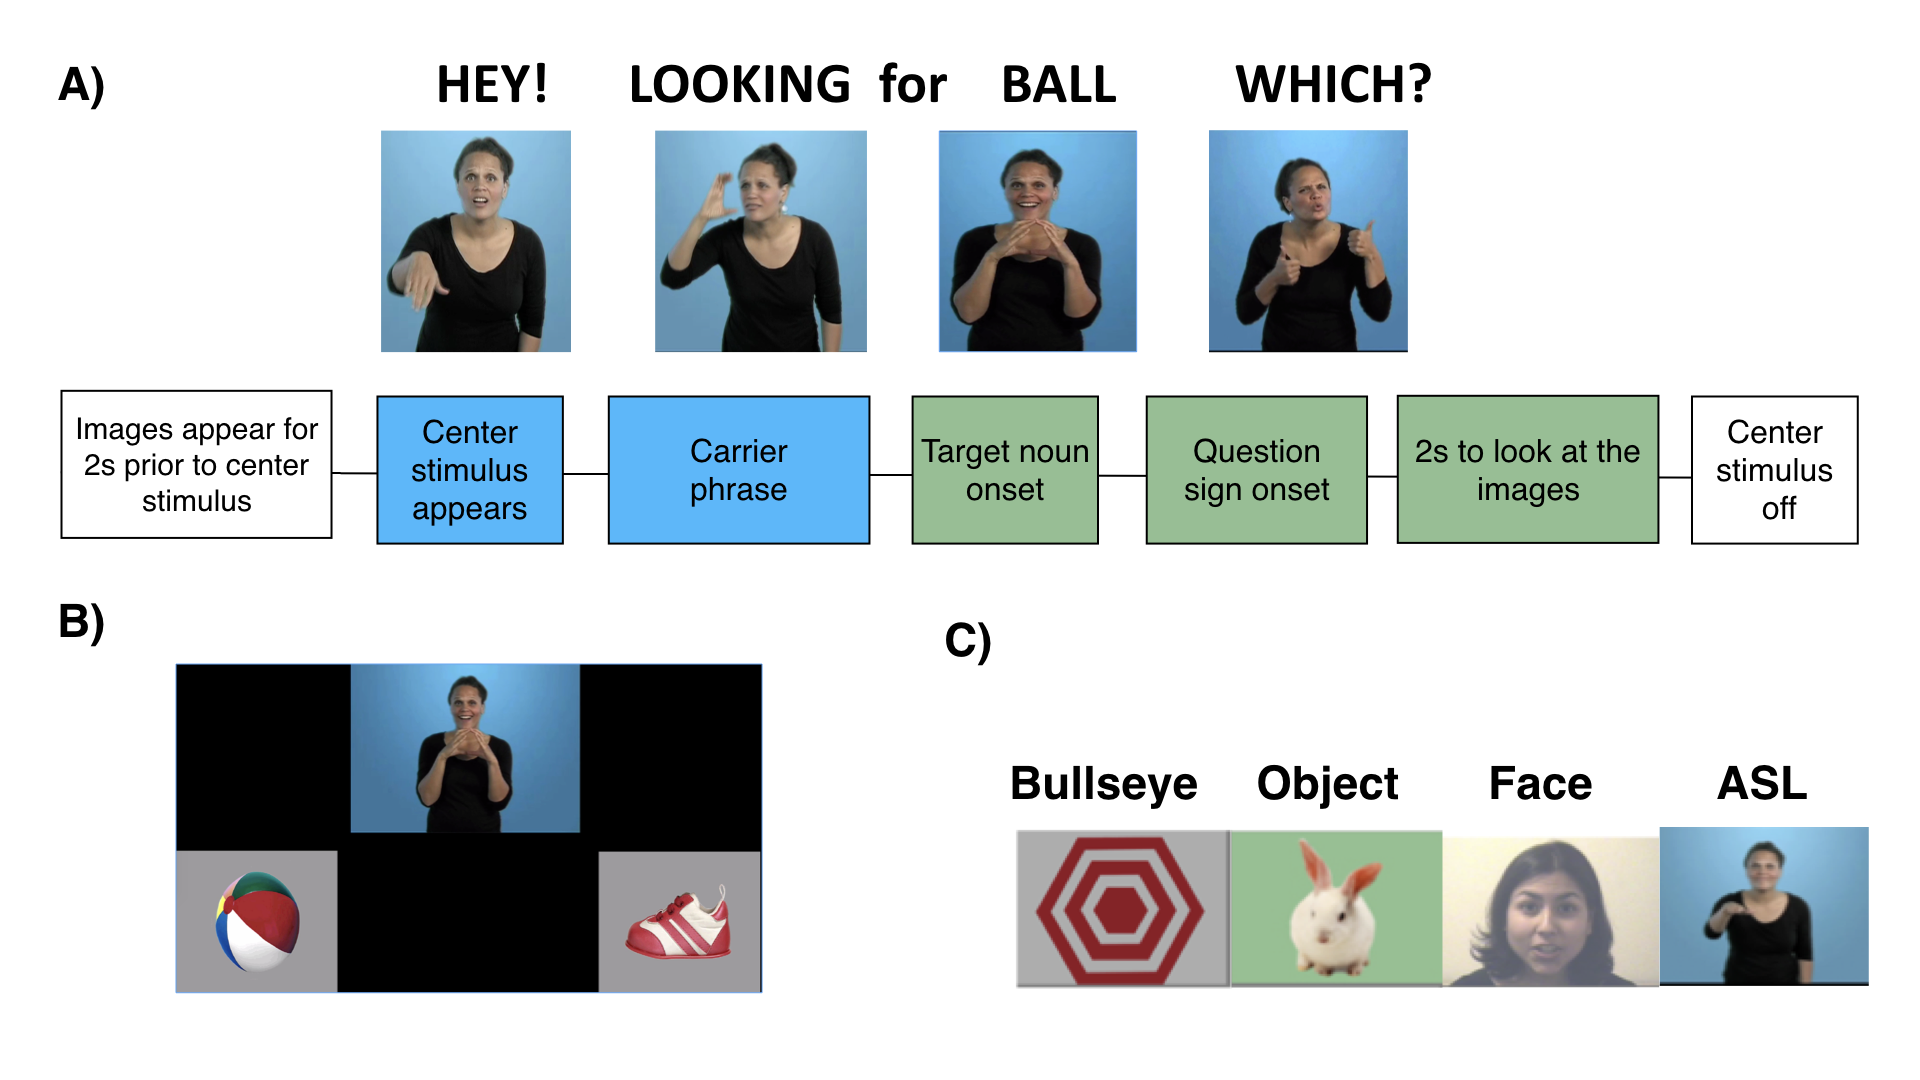 A)
HEY! LOOKING for BALL WHICH?
Images appear for
2s prior to center
stimulus
Center
stimulus
appears
Carrier
phrase
Target noun
onset
Question
sign onset
2s to look at the
images
Center
stimulus
off
B)
C)
Bullseye Object Face ASL